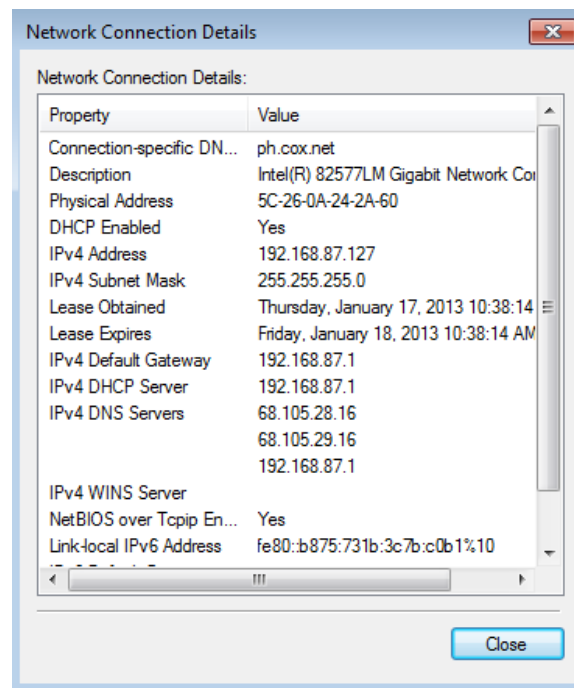 Network Connection Details
Network Connection Details:
Property Value
Connection-specific DN... ph.cox.net
Description Intel(R) 82577LM Gigabit Network Con
Physical Address 5C-26-0A-24-2A-60
DHCP Enabled Yes
IPv4 Address 192.168.87.127
IPv4 Subnet Mask 255.255.255.0
Lease Obtained Thursday, January 17, 2013 10:38:14
Lease Expires Friday, January 18, 2013 10:38:14 AM
IPv4 Default Gateway 192.168.87.1
IPv4 DHCP Server 192.168.87.1
IPv4 DNS Servers 68.105.28.16
68.105.29.16
192.168.87.1
IPv4 WINS Server
NetBIOS over Tcpip En... Yes
Link-local IPv6 Address fe80::b875:731b:3c7b:c0b1%10
Close